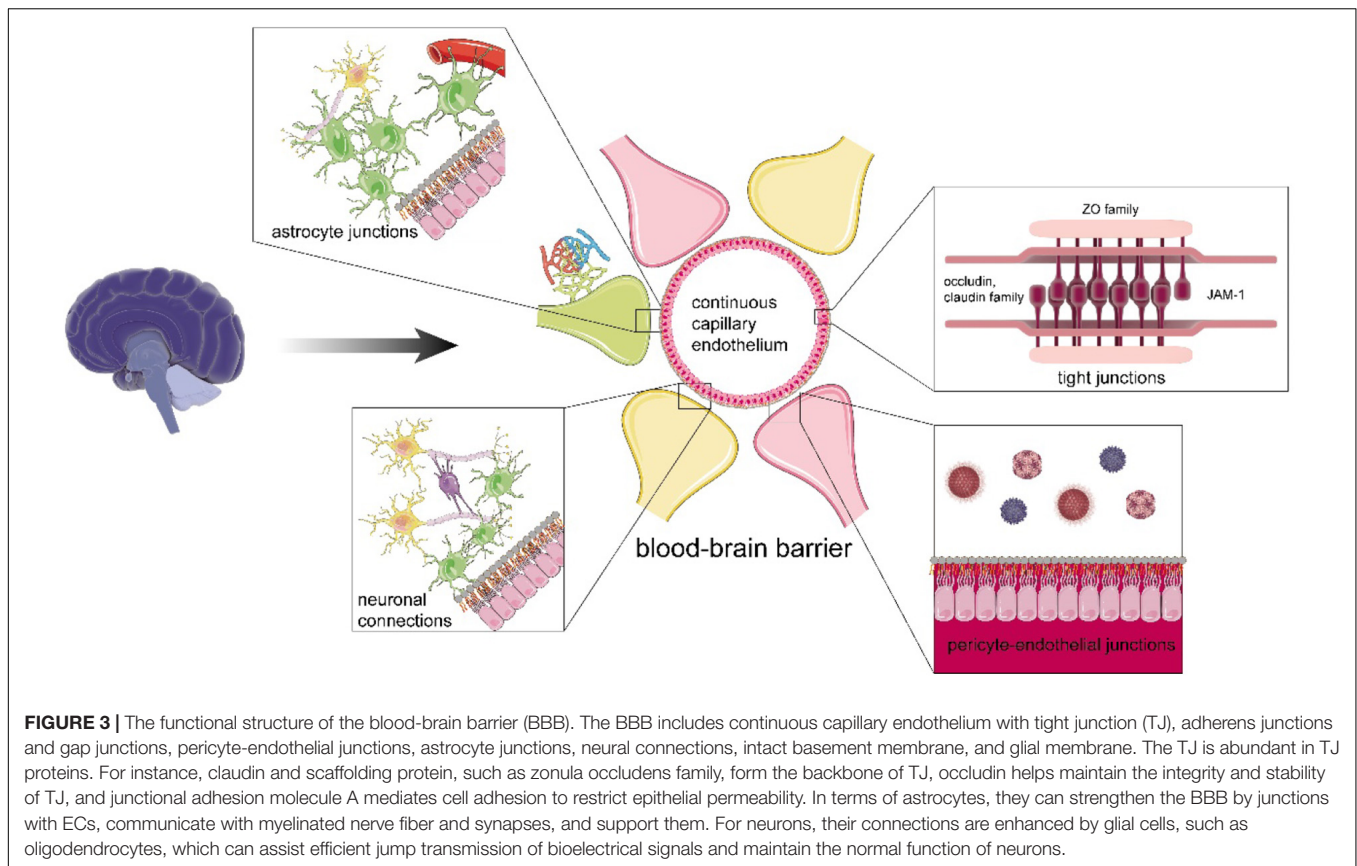 astrocyte junctions
ZO family
occludin,
claudin family
JAM-1
tight junctions
continuous
capillary
endothelium
neuronal
connections
blood-brain barrier
pericyte-endothelial junctions
FIGURE 3 | The functional structure of the blood-brain barrier (BBB). The BBB includes continuous capillary endothelium with tight junction (TJ), adherens junctions
and gap junctions, pericyte-endothelial junctions, astrocyte junctions, neural connections, intact basement membrane, and glial membrane. The TJ is abundant in TJ
proteins. For instance, claudin and scaffolding protein, such as zonula occludens family, form the backbone of TJ, occludin helps maintain the integrity and stability
of TJ, and junctional adhesion molecule A mediates cell adhesion to restrict epithelial permeability. In terms of astrocytes, they can strengthen the BBB by junctions
with ECs, communicate with myelinated nerve fiber and synapses, and support them. For neurons, their connections are enhanced by glial cells, such as
oligodendrocytes, which can assist efficient jump transmission of bioelectrical signals and maintain the normal function of neurons.